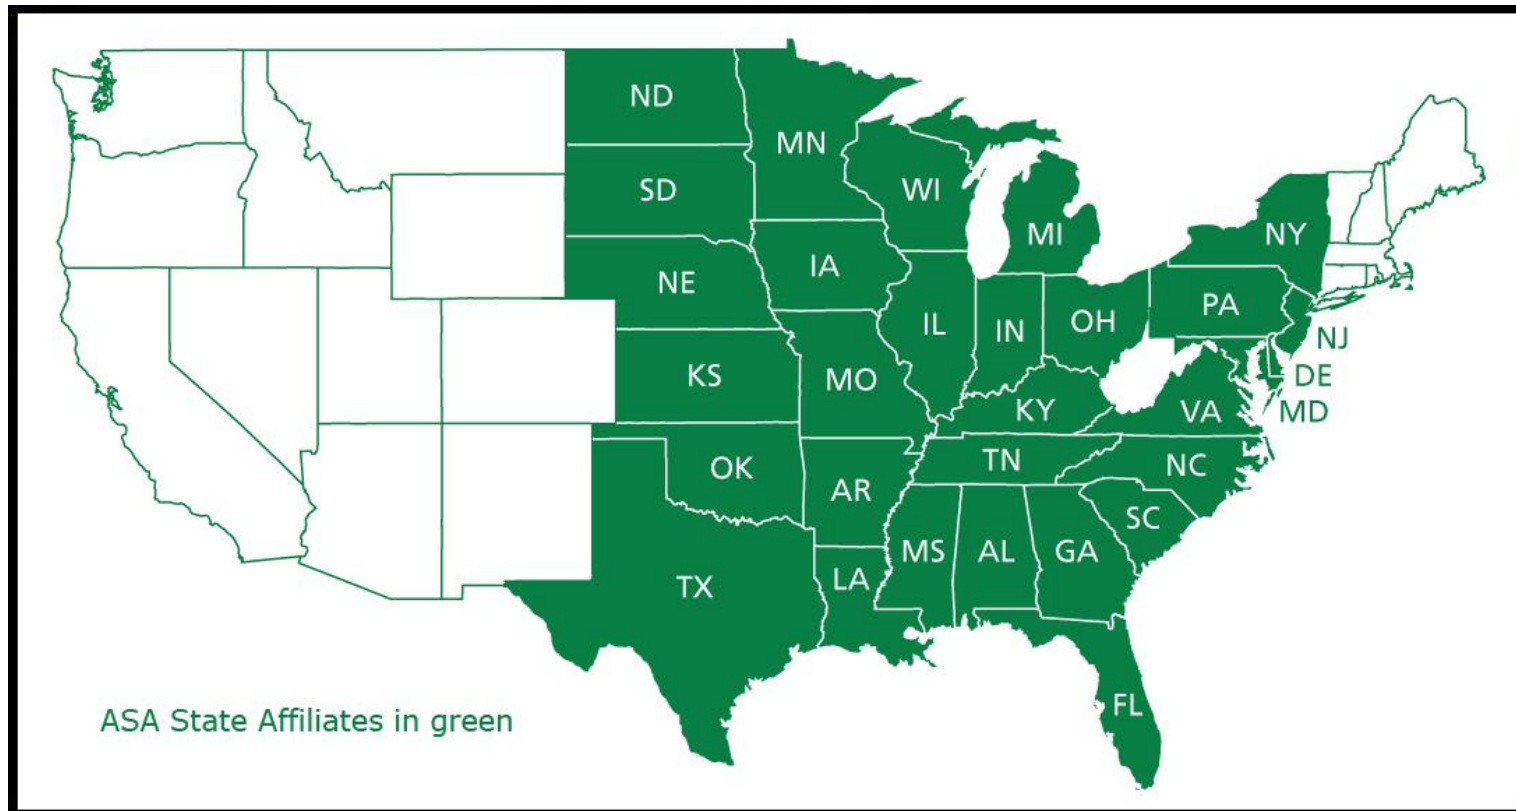 ND
MN
SD
WI
MI
NY
IA
NE
PA
IL
IN
OH
NJ
KS
MO
DE
KY
VA
MD
TN
NC
OK
AR
SC
MS
AL
GA
LA
TX
FL
ASA State Affiliates in green